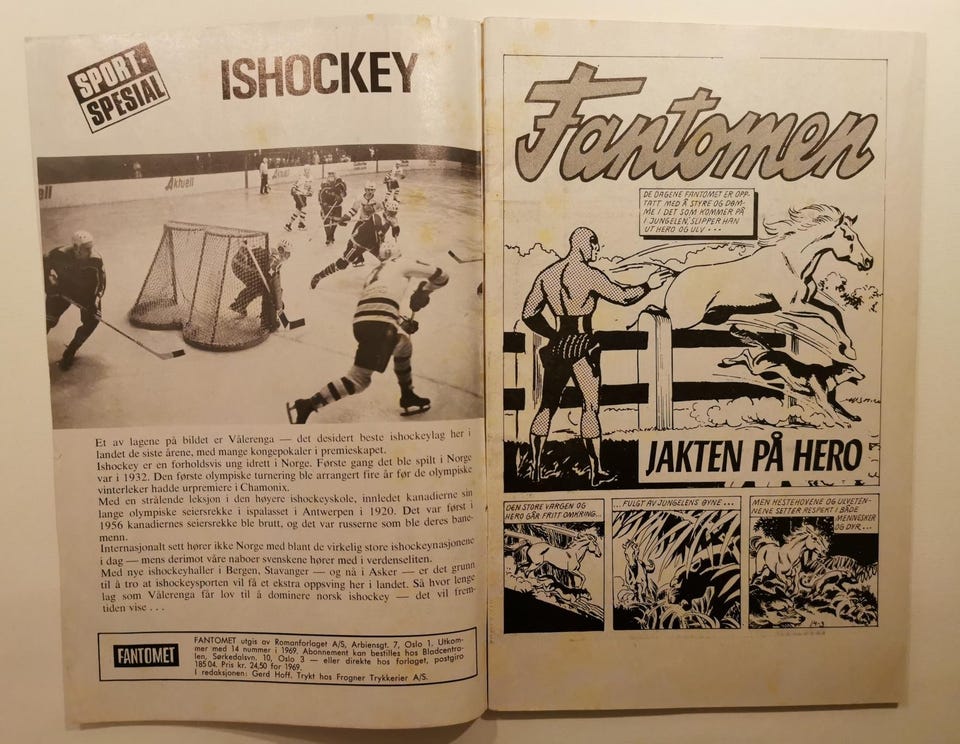 SPORT-
SPESIAL
ISHOCKEY
Aktuell
Et av lagene på bildet er Vålerenga — det desidert beste ishockeylag her i
landet de siste årene, med mange kongepokaler i premieskapet.
Ishockey er en forholdsvis ung idrett i Norge. Første gang det ble spilt i Norge
var i 1932. Den første olympiske turnering ble arrangert fire år før de olympiske
vinterleker hadde urpremiere i Chamonix.
Med en strålende leksjon i den høyere ishockeyskole, innledet kanadierne sin
lange olympiske seiersrekke i ispalasset i Antwerpen i 1920. Det var først i
1956 kanadiernes seiersrekke ble brutt, og det var russerne som ble deres bane-
menn.
Internasjonalt sett hører ikke Norge med blant de virkelig store ishockeynasjonene
i dag — mens derimot våre naboer svenskene hører med i verdenseliten.
Med nye ishockeyhaller i Bergen, Stavanger — og nå i Asker — er det grunn
til å tro at ishockeysporten vil få et ekstra oppsving her i landet. Så hvor lenge
lag som Vålerenga får lov til å dominere norsk ishockey — det vil frem-
tiden vise . . .
FANTOMET
FANTOMET utgis av Romanforlaget A/S, Arbiensgt. 7, Oslo 1. Utkom-
mer med 14 nummer i 1969. Abonnement kan bestilles hos Bladcentra-
len, Sørkedalsvn. 10, Oslo 3 — eller direkte hos forlaget, postgiro
185 04. Pris kr. 24,50 for 1969.
I redaksjonen: Gerd Hoff. Trykt hos Frogner Trykkerier A/S.
Fantomen
DE DAGENE FANTOMET ER OPP-
TATT MED Å STYRE OG DØM-
ME I DET SOM KOMMER PÅ
I JUNGELEN, SLIPPER HAN
UT HERO OG ULV...
JAKTEN PÅ HERO
DEN STORE VARGEN OG
HERO GÅR FRITT OMKRING...
...FULGT AV JUNGELENS ØYNE...
MEN HESTEHOVENE OG ULVETEN-
NENE SETTER RESPEKT I BÅDE
MENNESKER
OG DYR...
14-3